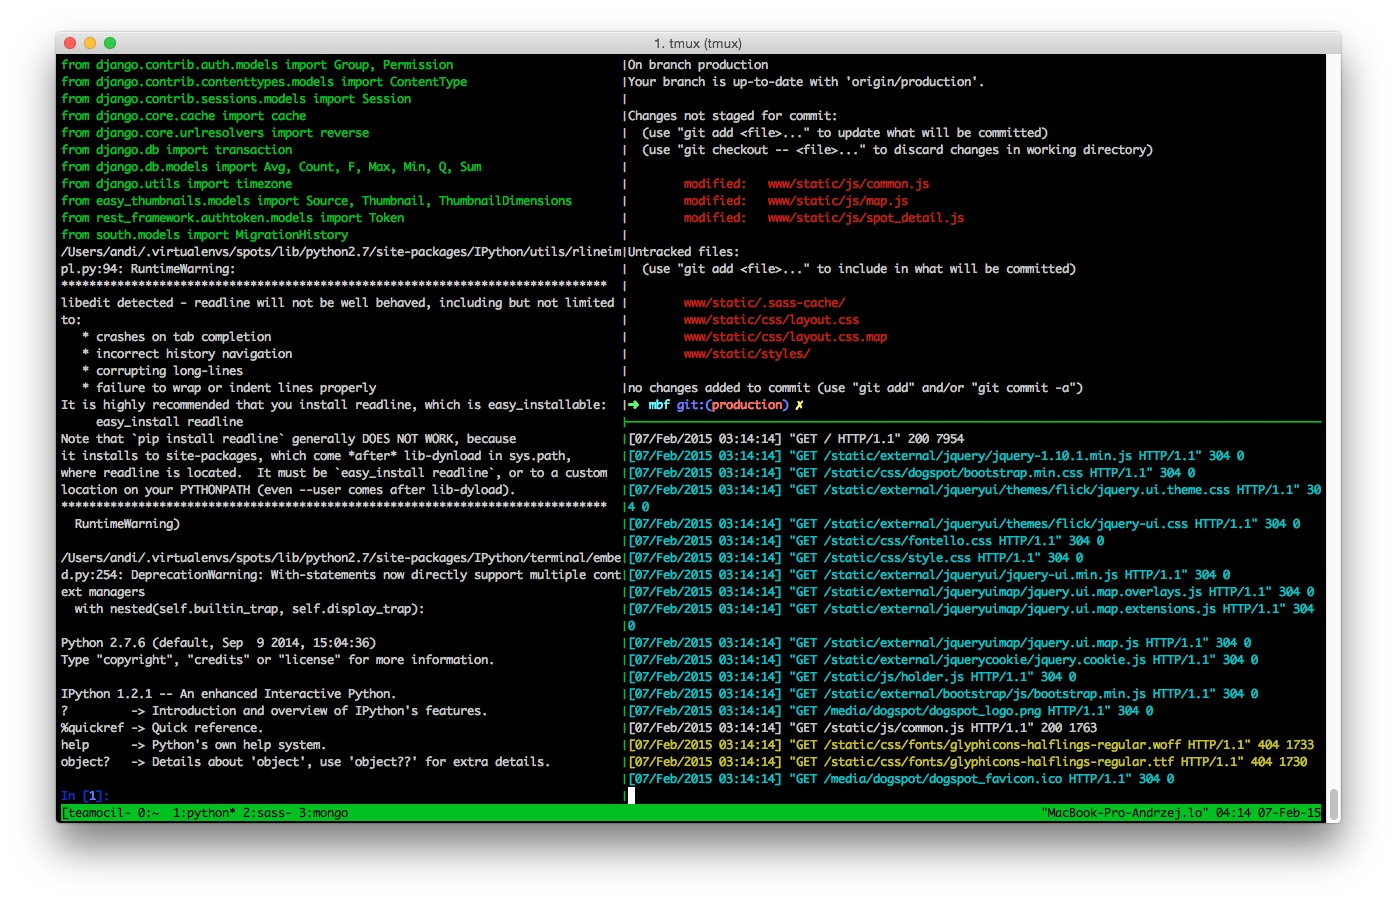 1. tmux (tmux)
from django.contrib.auth.models import Group, Permission
from django.contrib.contenttypes.models import ContentType
from django.contrib.sessions.models import Session
from django.core.cache import cache
from django.core.urlresolvers import reverse
from django.db import transaction
from django.db.models import Avg, Count, F, Max, Min, Q, Sum
from django.utils import timezone
from easy_thumbnails.models import Source, Thumbnail, ThumbnailDimensions
from rest_framework.authtoken.models import Token
from south.models import MigrationHistory
/Users/andi/.virtualenvs/spots/lib/python2.7/site-packages/IPython/utils/rlineim
pl.py:94: RuntimeWarning:
******************************************************************************
libedit detected - readline will not be well behaved, including but not limited
to:
   * crashes on tab completion
   * incorrect history navigation
   * corrupting long-lines
   * failure to wrap or indent lines properly
It is highly recommended that you install readline, which is easy_installable:
     easy_install readline
Note that `pip install readline` generally DOES NOT WORK, because
it installs to site-packages, which come *after* lib-dynload in sys.path,
where readline is located.  It must be `easy_install readline`, or to a custom
location on your PYTHONPATH (even --user comes after lib-dyload).
******************************************************************************
  RuntimeWarning)
/Users/andi/.virtualenvs/spots/lib/python2.7/site-packages/IPython/terminal/embe
d.py:254: DeprecationWarning: With-statements now directly support multiple cont
ext managers
  with nested(self.builtin_trap, self.display_trap):
Python 2.7.6 (default, Sep  9 2014, 15:04:36)
Type "copyright", "credits" or "license" for more information.
IPython 1.2.1 -- An enhanced Interactive Python.
?         -> Introduction and overview of IPython's features.
%quickref -> Quick reference.
help      -> Python's own help system.
object?   -> Details about 'object', use 'object??' for extra details.
In [1]:
On branch production
Your branch is up-to-date with 'origin/production'.
Changes not staged for commit:
  (use "git add <file>..." to update what will be committed)
  (use "git checkout -- <file>..." to discard changes in working directory)
        modified:   www/static/js/common.js
        modified:   www/static/js/map.js
        modified:   www/static/js/spot_detail.js
Untracked files:
  (use "git add <file>..." to include in what will be committed)
        www/static/.sass-cache/
        www/static/css/layout.css
        www/static/css/layout.css.map
        www/static/styles/
no changes added to commit (use "git add" and/or "git commit -a")
➜  mbf git:(production) ✗
[07/Feb/2015 03:14:14] "GET / HTTP/1.1" 200 7954
[07/Feb/2015 03:14:14] "GET /static/external/jquery/jquery-1.10.1.min.js HTTP/1.1" 304 0
[07/Feb/2015 03:14:14] "GET /static/css/dogspot/bootstrap.min.css HTTP/1.1" 304 0
[07/Feb/2015 03:14:14] "GET /static/external/jqueryui/themes/flick/jquery.ui.theme.css HTTP/1.1" 30
4 0
[07/Feb/2015 03:14:14] "GET /static/external/jqueryui/themes/flick/jquery-ui.css HTTP/1.1" 304 0
[07/Feb/2015 03:14:14] "GET /static/css/fontello.css HTTP/1.1" 304 0
[07/Feb/2015 03:14:14] "GET /static/css/style.css HTTP/1.1" 304 0
[07/Feb/2015 03:14:14] "GET /static/external/jqueryui/jquery-ui.min.js HTTP/1.1" 304 0
[07/Feb/2015 03:14:14] "GET /static/external/jqueryuimap/jquery.ui.map.overlays.js HTTP/1.1" 304 0
[07/Feb/2015 03:14:14] "GET /static/external/jqueryuimap/jquery.ui.map.extensions.js HTTP/1.1" 304
0
[07/Feb/2015 03:14:14] "GET /static/external/jqueryuimap/jquery.ui.map.js HTTP/1.1" 304 0
[07/Feb/2015 03:14:14] "GET /static/external/jquerycookie/jquery.cookie.js HTTP/1.1" 304 0
[07/Feb/2015 03:14:14] "GET /static/js/holder.js HTTP/1.1" 304 0
[07/Feb/2015 03:14:14] "GET /static/external/bootstrap/js/bootstrap.min.js HTTP/1.1" 304 0
[07/Feb/2015 03:14:14] "GET /media/dogspot/dogspot_logo.png HTTP/1.1" 304 0
[07/Feb/2015 03:14:14] "GET /static/js/common.js HTTP/1.1" 200 1763
[07/Feb/2015 03:14:14] "GET /static/css/fonts/glyphicons-halflings-regular.woff HTTP/1.1" 404 1733
[07/Feb/2015 03:14:14] "GET /static/css/fonts/glyphicons-halflings-regular.ttf HTTP/1.1" 404 1730
[07/Feb/2015 03:14:14] "GET /media/dogspot/dogspot_favicon.ico HTTP/1.1" 304 0
[teamocil- 0:~  1:python* 2:sass- 3:mongo
"MacBook-Pro-Andrzej.lo" 04:14 07-Feb-15